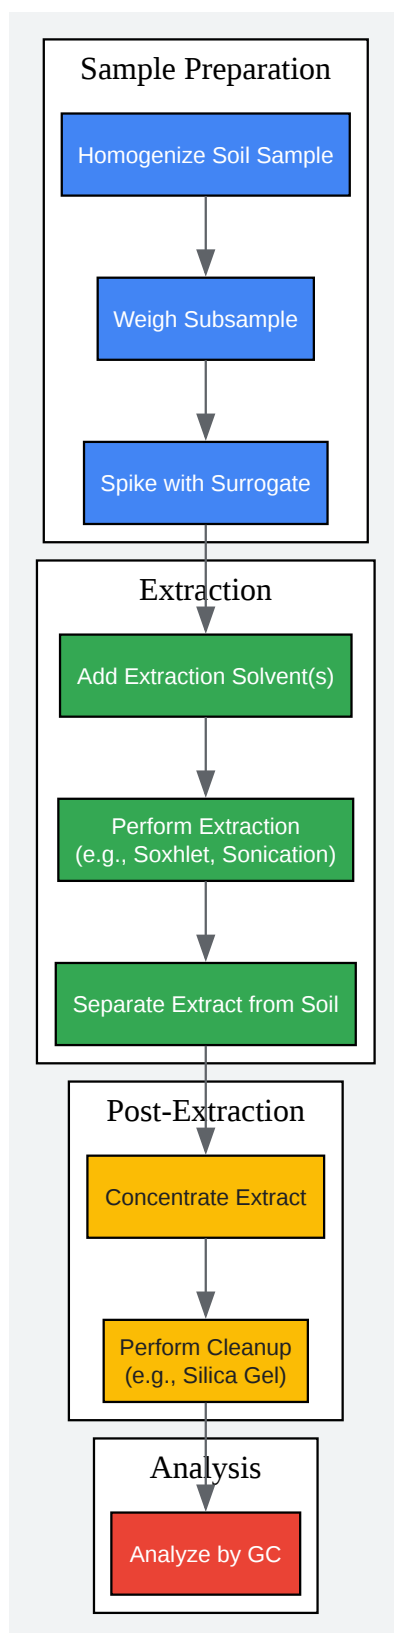 Sample Preparation
Homogenize Soil Sample
Weigh Subsample
Spike with Surrogate
Extraction
Add Extraction Solvent(s)
Perform Extraction
(e.g., Soxhlet, Sonication)
Separate Extract from Soil
Post-Extraction
Concentrate Extract
Perform Cleanup
(e.g., Silica Gel)
Analysis
Analyze by GC